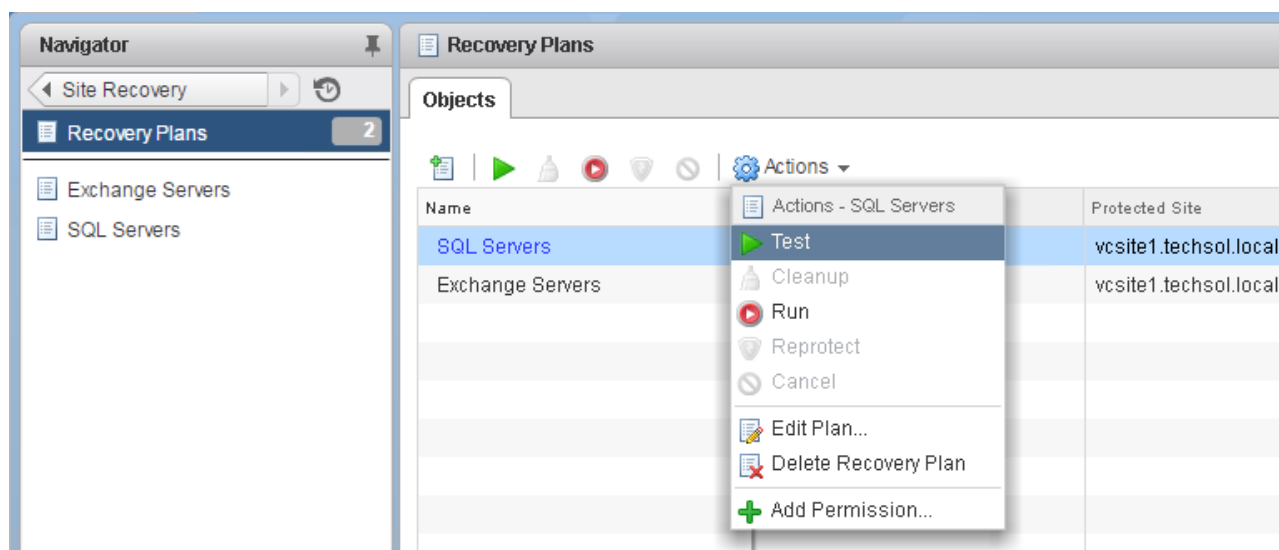 Navigator
Site Recovery
Recovery Plans 2
Exchange Servers
SQL Servers
Recovery Plans
Objects
Actions
Name Protected Site
SQL Servers vcsite1.techsol.local
Exchange Servers vcsite1.techsol.local
Actions - SQL Servers
Test
Cleanup
Run
Reprotect
Cancel
Edit Plan...
Delete Recovery Plan
Add Permission...